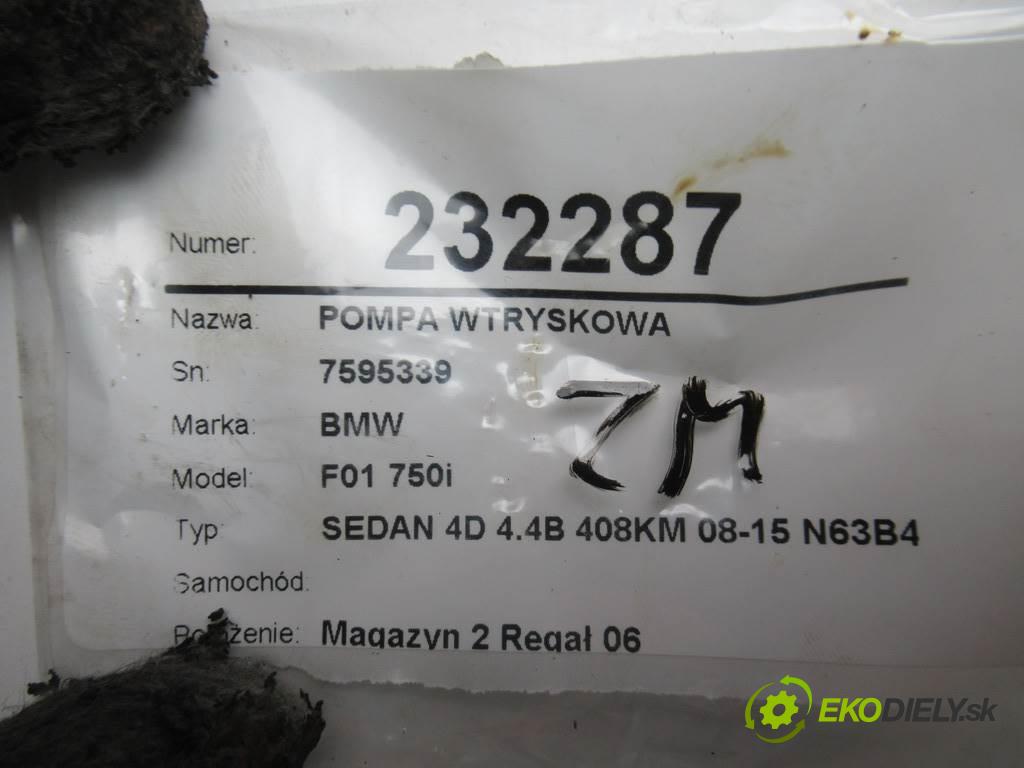 Numer: 232287
Nazwa: POMPA WTRYSKOWA
Sn: 7595339
Marka: BMW
ZM
Model: F01 750i
Typ: SEDAN 4D 4.4B 408KM 08-15 N63B4
Samochód:
Położenie: Magazyn 2 Regał 06
EKODIELY.sk